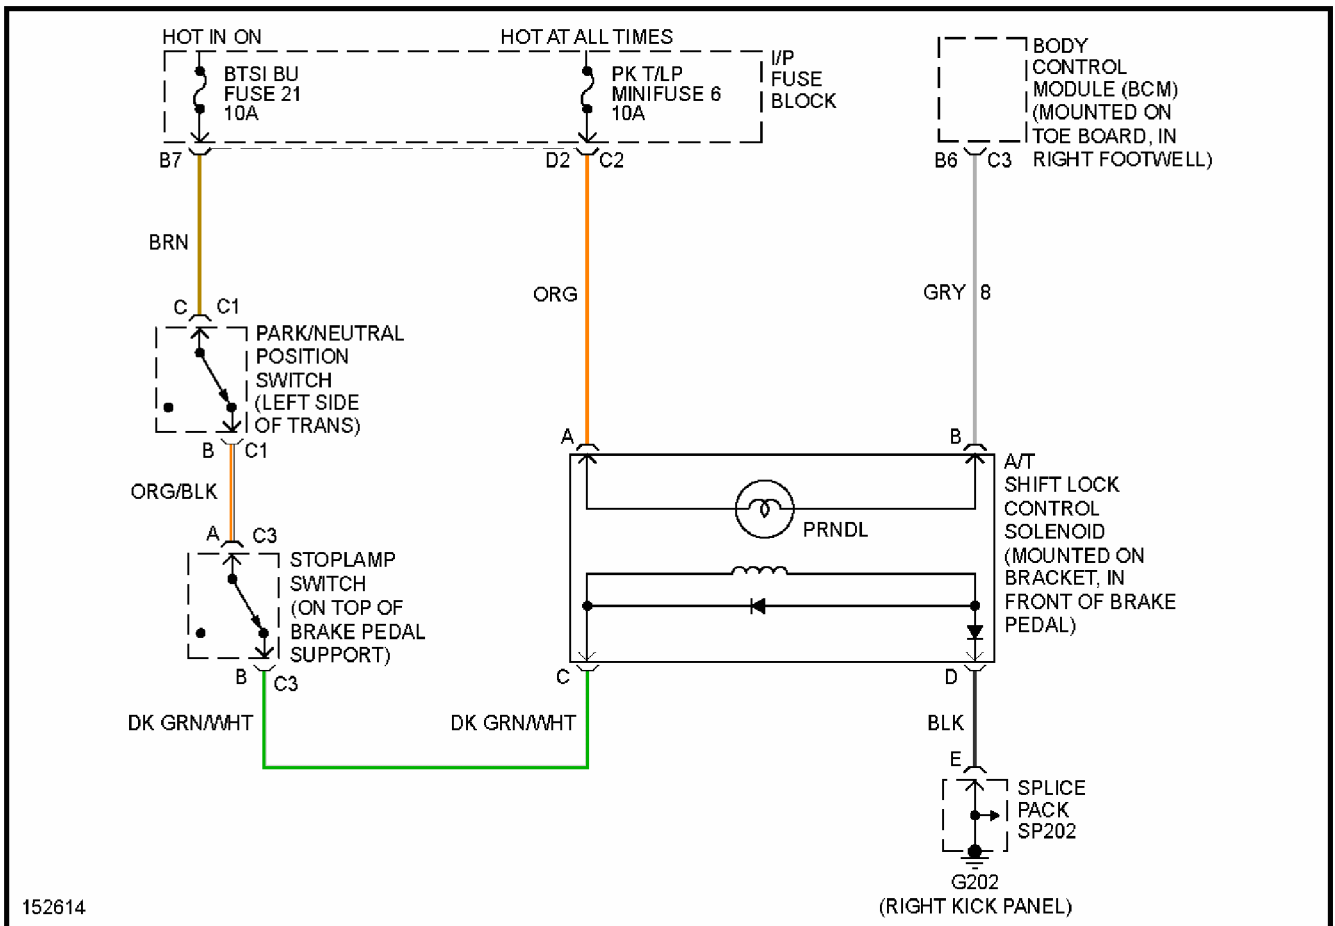 HOT IN ON
HOT AT ALL TIMES
BTSI BU
FUSE 21
10A
PK T/LP
MINIFUSE 6
10A
I/P
FUSE
BLOCK
BODY
CONTROL
MODULE (BCM)
(MOUNTED ON
TOE BOARD, IN
RIGHT FOOTWELL)
B7
D2 C2
B6 C3
BRN
ORG
GRY 8
C C1
PARK/NEUTRAL
POSITION
SWITCH
(LEFT SIDE
OF TRANS)
B C1
ORG/BLK
A C3
STOPLAMP
SWITCH
(ON TOP OF
BRAKE PEDAL
SUPPORT)
B C3
DK GRN/WHT
DK GRN/WHT
A
B
PRNDL
A/T
SHIFT LOCK
CONTROL
SOLENOID
(MOUNTED ON
BRACKET, IN
FRONT OF BRAKE
PEDAL)
C
D
BLK
E
SPLICE
PACK
SP202
G202
(RIGHT KICK PANEL)
152614